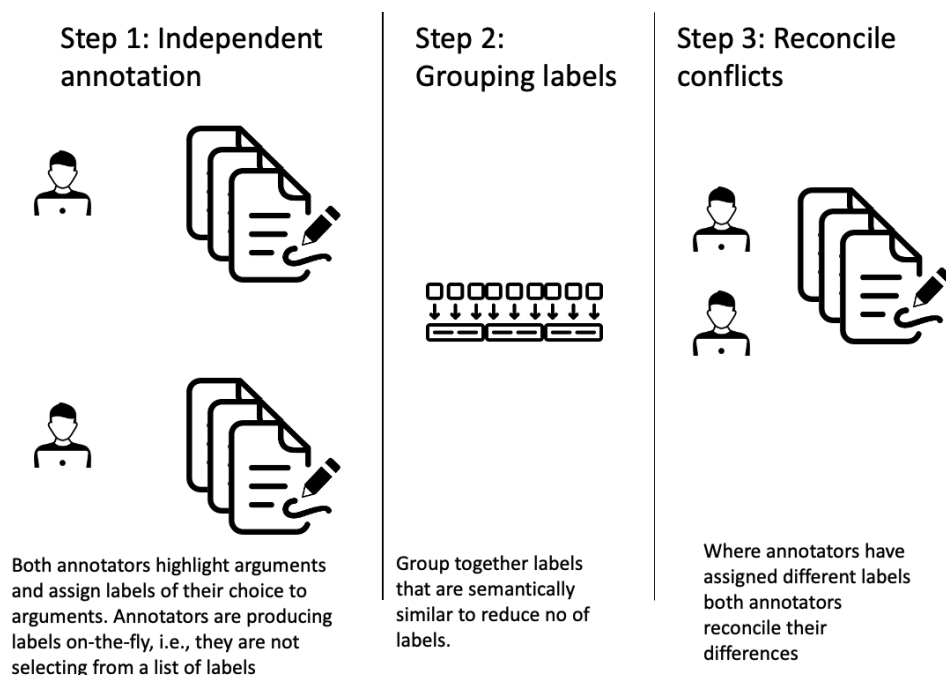 Step 1: Independent
annotation
Both annotators highlight arguments
and assign labels of their choice to
arguments. Annotators are producing
labels on-the-fly, i.e., they are not
selecting from a list of labels
Step 2:
Grouping labels
Group together labels
that are semantically
similar to reduce no of
labels.
Step 3: Reconcile
conflicts
Where annotators have
assigned different labels
both annotators
reconcile their
differences